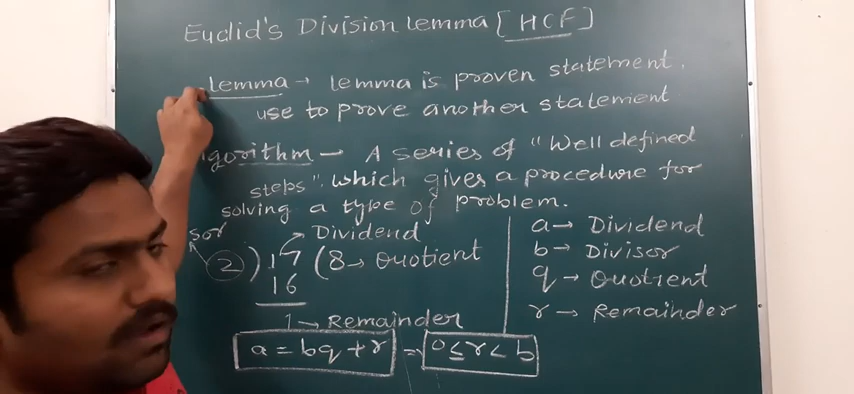 Euclid's Division Lemma [HCF]
Lemma → Lemma is proven statement.
use to prove another statement
gorithm — A series of "Well defined
steps" which gives a procedure for
solving a type of problem.
sor
→ Dividend
2) 17 (8 → Quotient
16
1 → Remainder
a = bq + r ⇒ 0 ≤ r < b
a → Dividend
b → Divisor
q → Quotient
r → Remainder